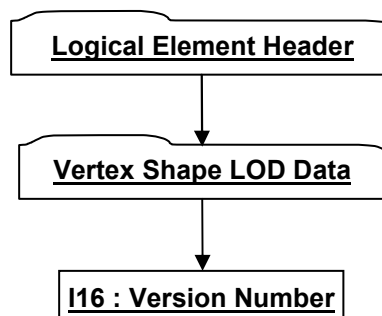 Logical Element Header
Vertex Shape LOD Data
I16 : Version Number